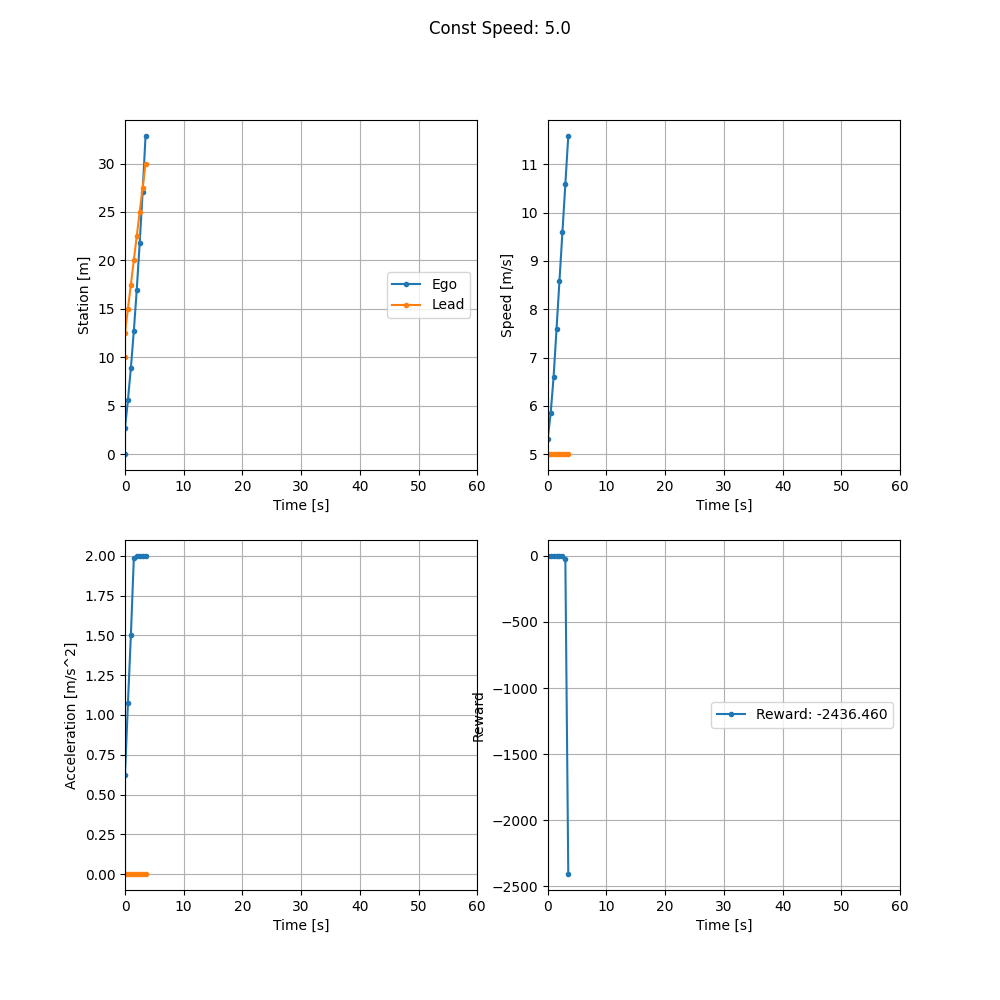 Const Speed: 5.0
Station [m]
30
25
20
15
10
5
0
0 10 20 30 40 50 60
Time [s]
Ego
Lead
Speed [m/s]
11
10
9
8
7
6
5
0 10 20 30 40 50 60
Time [s]
Acceleration [m/s^2]
2.00
1.75
1.50
1.25
1.00
0.75
0.50
0.25
0.00
0 10 20 30 40 50 60
Time [s]
Reward
0
−500
−1000
−1500
−2000
−2500
0 10 20 30 40 50 60
Time [s]
Reward: -2436.460